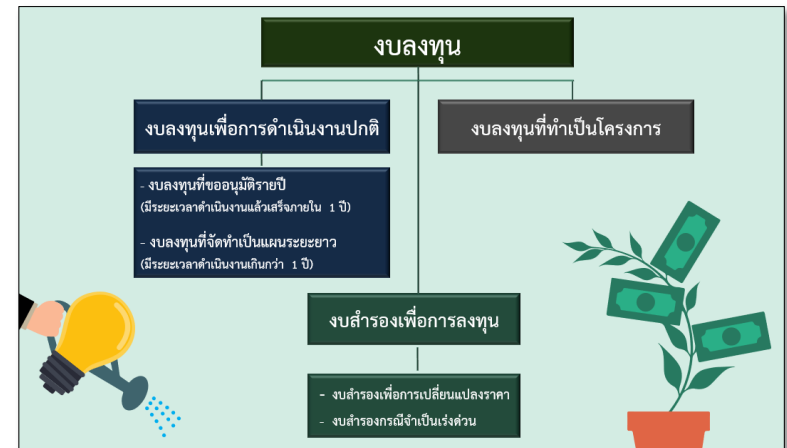 งบลงทุน
งบลงทุนเพื่อการดำเนินงานปกติ
งบลงทุนที่ทำเป็นโครงการ
- งบลงทุนที่ขออนุมัติรายปี
(มีระยะเวลาดำเนินงานแล้วเสร็จภายใน 1 ปี)
- งบลงทุนที่จัดทำเป็นแผนระยะยาว
(มีระยะเวลาดำเนินงานเกินกว่า 1 ปี)
งบสำรองเพื่อการลงทุน
- งบสำรองเพื่อการเปลี่ยนแปลงราคา
- งบสำรองกรณีจำเป็นเร่งด่วน